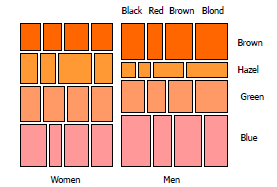 Black Red Brown Blond
Brown
Hazel
Green
Blue
Women Men